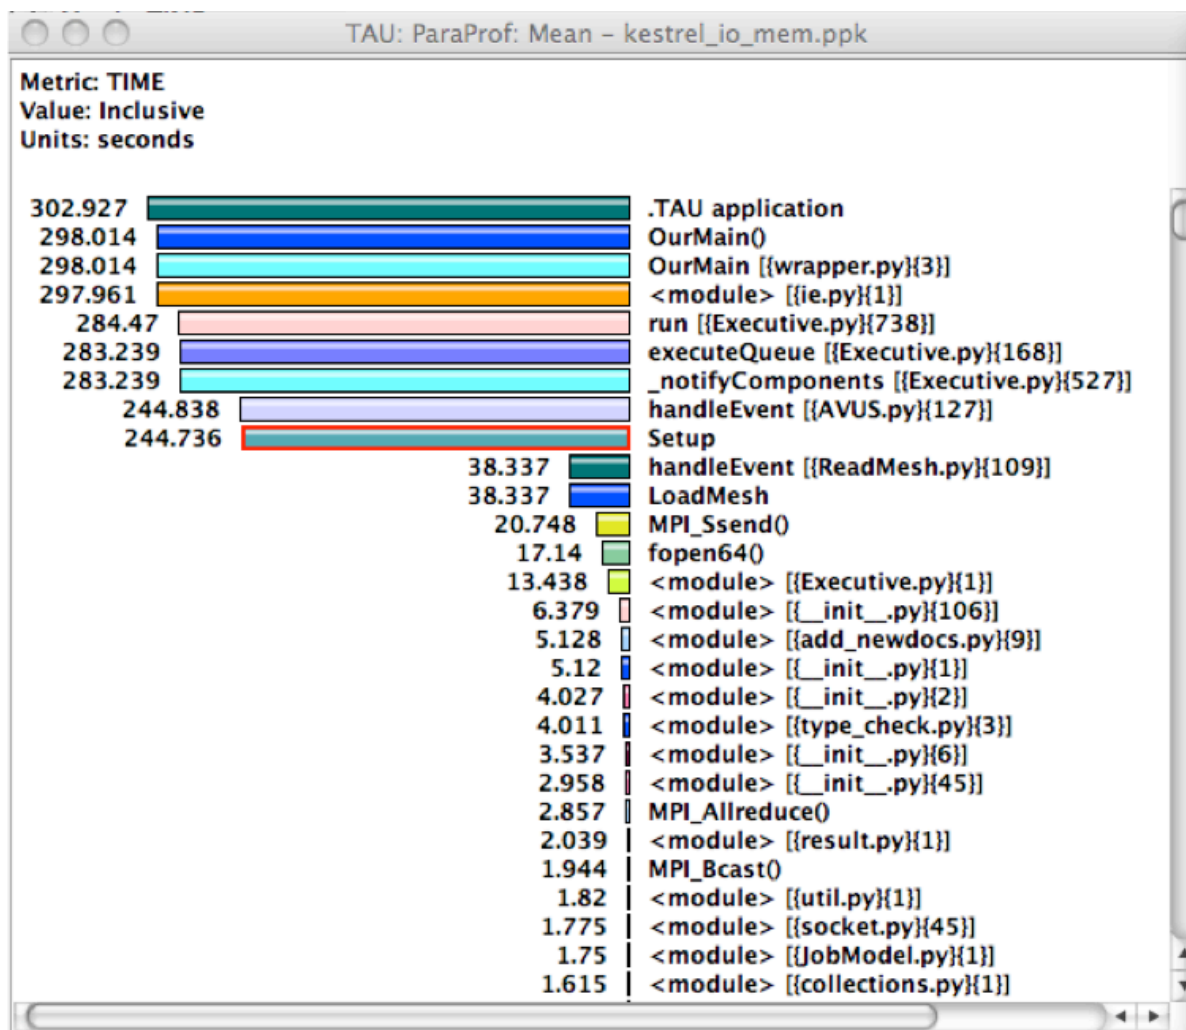 TAU: ParaProf: Mean – kestrel_io_mem.ppk
Metric: TIME
Value: Inclusive
Units: seconds
302.927 .TAU application
298.014 OurMain()
298.014 OurMain [{wrapper.py}{3}]
297.961 <module> [{ie.py}{1}]
284.47 run [{Executive.py}{738}]
283.239 executeQueue [{Executive.py}{168}]
283.239 _notifyComponents [{Executive.py}{527}]
244.838 handleEvent [{AVUS.py}{127}]
244.736 Setup
38.337 handleEvent [{ReadMesh.py}{109}]
38.337 LoadMesh
20.748 MPI_Ssend()
17.14 fopen64()
13.438 <module> [{Executive.py}{1}]
6.379 <module> [{__init__.py}{106}]
5.128 <module> [{add_newdocs.py}{9}]
5.12 <module> [{__init__.py}{1}]
4.027 <module> [{__init__.py}{2}]
4.011 <module> [{type_check.py}{3}]
3.537 <module> [{__init__.py}{6}]
2.958 <module> [{__init__.py}{45}]
2.857 MPI_Allreduce()
2.039 <module> [{result.py}{1}]
1.944 MPI_Bcast()
1.82 <module> [{util.py}{1}]
1.775 <module> [{socket.py}{45}]
1.75 <module> [{JobModel.py}{1}]
1.615 <module> [{collections.py}{1}]